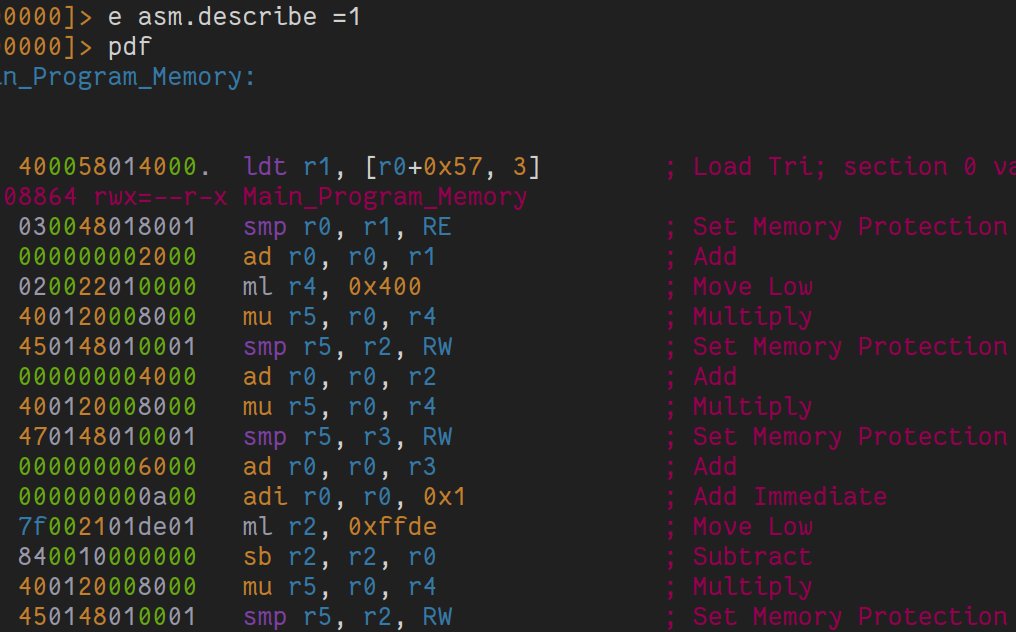 0000]> e asm.describe =1
0000]> pdf
in_Program_Memory:
400058014000. ldt r1, [r0+0x57, 3] ; Load Tri; section 0 va
08864 rwx=--r-x Main_Program_Memory
030048018001 smp r0, r1, RE ; Set Memory Protection
000000002000 ad r0, r0, r1 ; Add
020022010000 ml r4, 0x400 ; Move Low
400120008000 mu r5, r0, r4 ; Multiply
450148010001 smp r5, r2, RW ; Set Memory Protection
000000004000 ad r0, r0, r2 ; Add
400120008000 mu r5, r0, r4 ; Multiply
470148010001 smp r5, r3, RW ; Set Memory Protection
000000006000 ad r0, r0, r3 ; Add
000000000a00 adi r0, r0, 0x1 ; Add Immediate
7f002101de01 ml r2, 0xffde ; Move Low
840010000000 sb r2, r2, r0 ; Subtract
400120008000 mu r5, r0, r4 ; Multiply
450148010001 smp r5, r2, RW ; Set Memory Protection